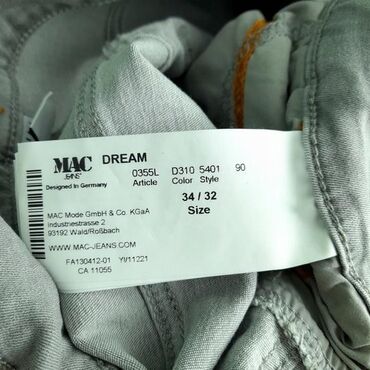 MAC DREAM
JEANS
Designed in Germany
0355L D310 5401 90
Article Color Style
34 / 32
Size
MAC Mode GmbH & Co. KGaA
Industriestrasse 2
93192 Wald/Roßbach
WWW.MAC-JEANS.COM
FA130412-01 YI/11221
CA 11055